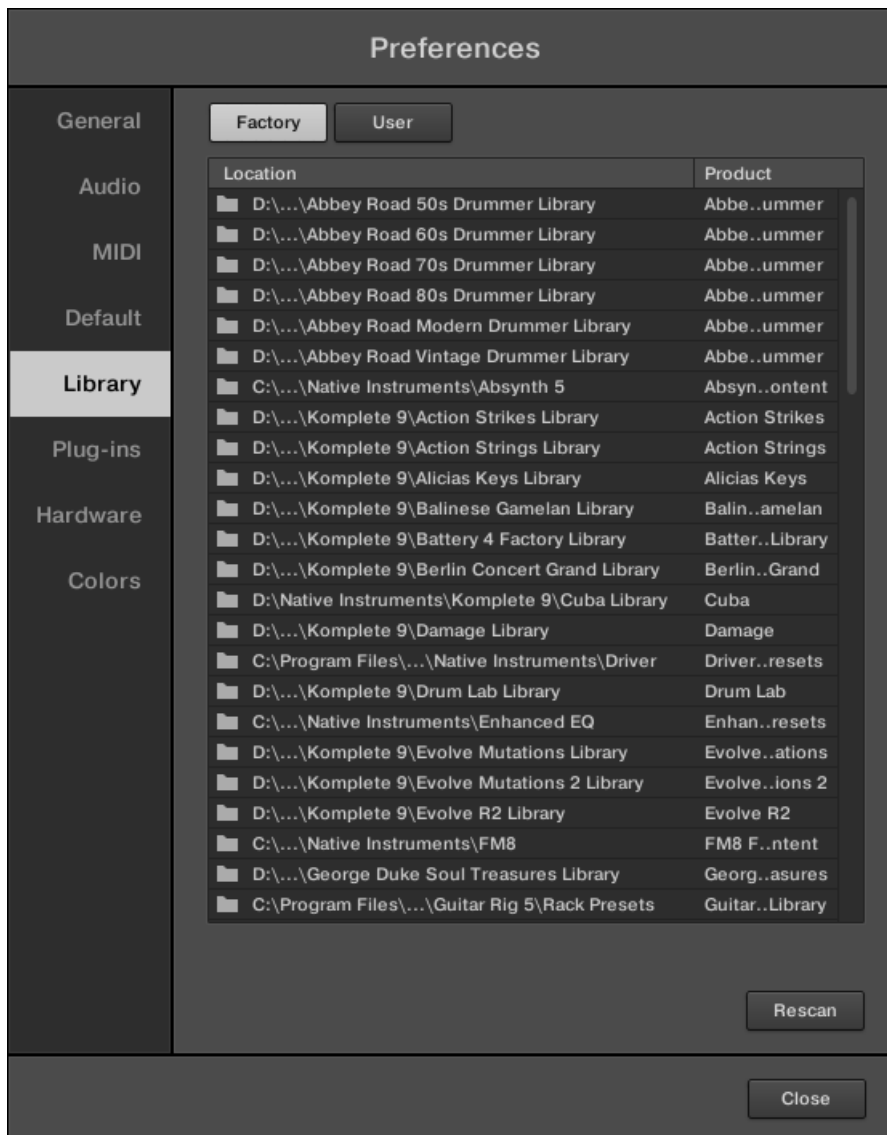 Preferences
General
Audio
MIDI
Default
Library
Plug-ins
Hardware
Colors
Factory User
Location Product
D:\...\Abbey Road 50s Drummer Library Abbe..ummer
D:\...\Abbey Road 60s Drummer Library Abbe..ummer
D:\...\Abbey Road 70s Drummer Library Abbe..ummer
D:\...\Abbey Road 80s Drummer Library Abbe..ummer
D:\...\Abbey Road Modern Drummer Library Abbe..ummer
D:\...\Abbey Road Vintage Drummer Library Abbe..ummer
C:\...\Native Instruments\Absynth 5 Absyn..ontent
D:\...\Komplete 9\Action Strikes Library Action Strikes
D:\...\Komplete 9\Action Strings Library Action Strings
D:\...\Komplete 9\Alicias Keys Library Alicias Keys
D:\...\Komplete 9\Balinese Gamelan Library Balin..amelan
D:\...\Komplete 9\Battery 4 Factory Library Batter..Library
D:\...\Komplete 9\Berlin Concert Grand Library Berlin..Grand
D:\Native Instruments\Komplete 9\Cuba Library Cuba
D:\...\Komplete 9\Damage Library Damage
C:\Program Files\...\Native Instruments\Driver Driver..resets
D:\...\Komplete 9\Drum Lab Library Drum Lab
C:\...\Native Instruments\Enhanced EQ Enhan..resets
D:\...\Komplete 9\Evolve Mutations Library Evolve..ations
D:\...\Komplete 9\Evolve Mutations 2 Library Evolve..ions 2
D:\...\Komplete 9\Evolve R2 Library Evolve R2
C:\...\Native Instruments\FM8 FM8 F..ntent
D:\...\George Duke Soul Treasures Library Georg..asures
C:\Program Files\...\Guitar Rig 5\Rack Presets Guitar..Library
Rescan
Close